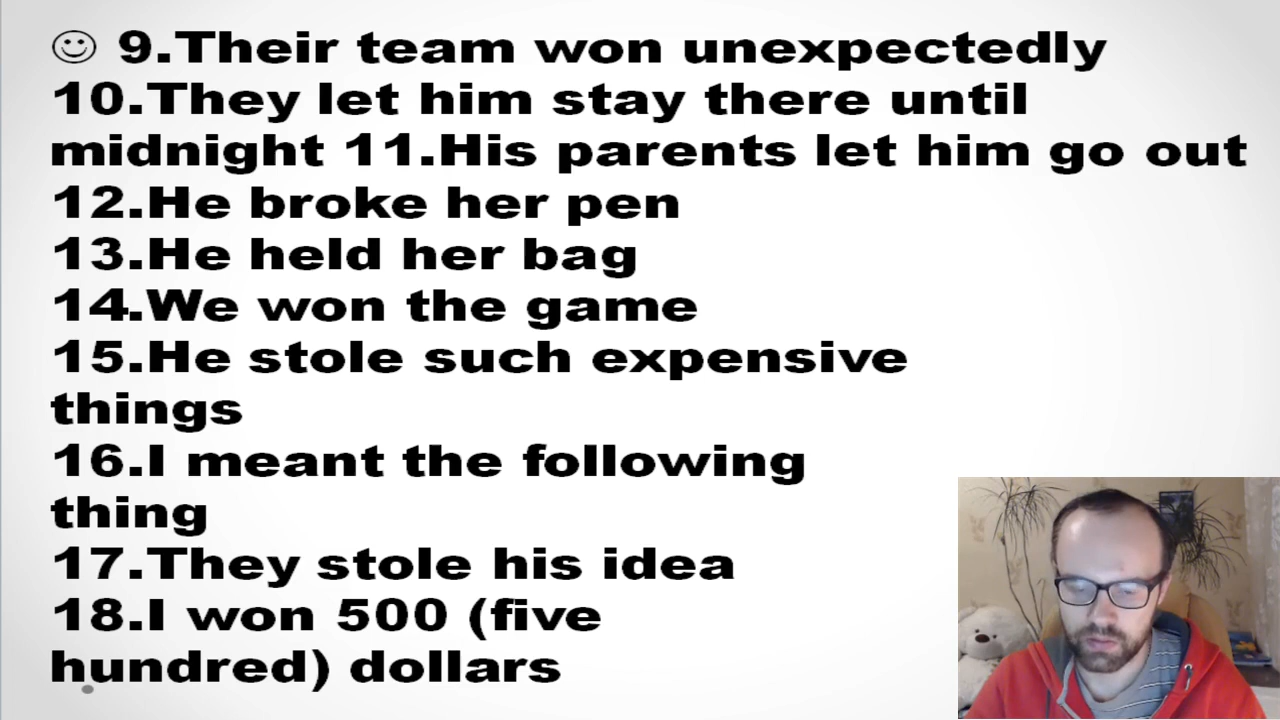 ☺ 9.Their team won unexpectedly
10.They let him stay there until
midnight 11.His parents let him go out
12.He broke her pen
13.He held her bag
14.We won the game
15.He stole such expensive
things
16.I meant the following
thing
17.They stole his idea
18.I won 500 (five
hundred) dollars